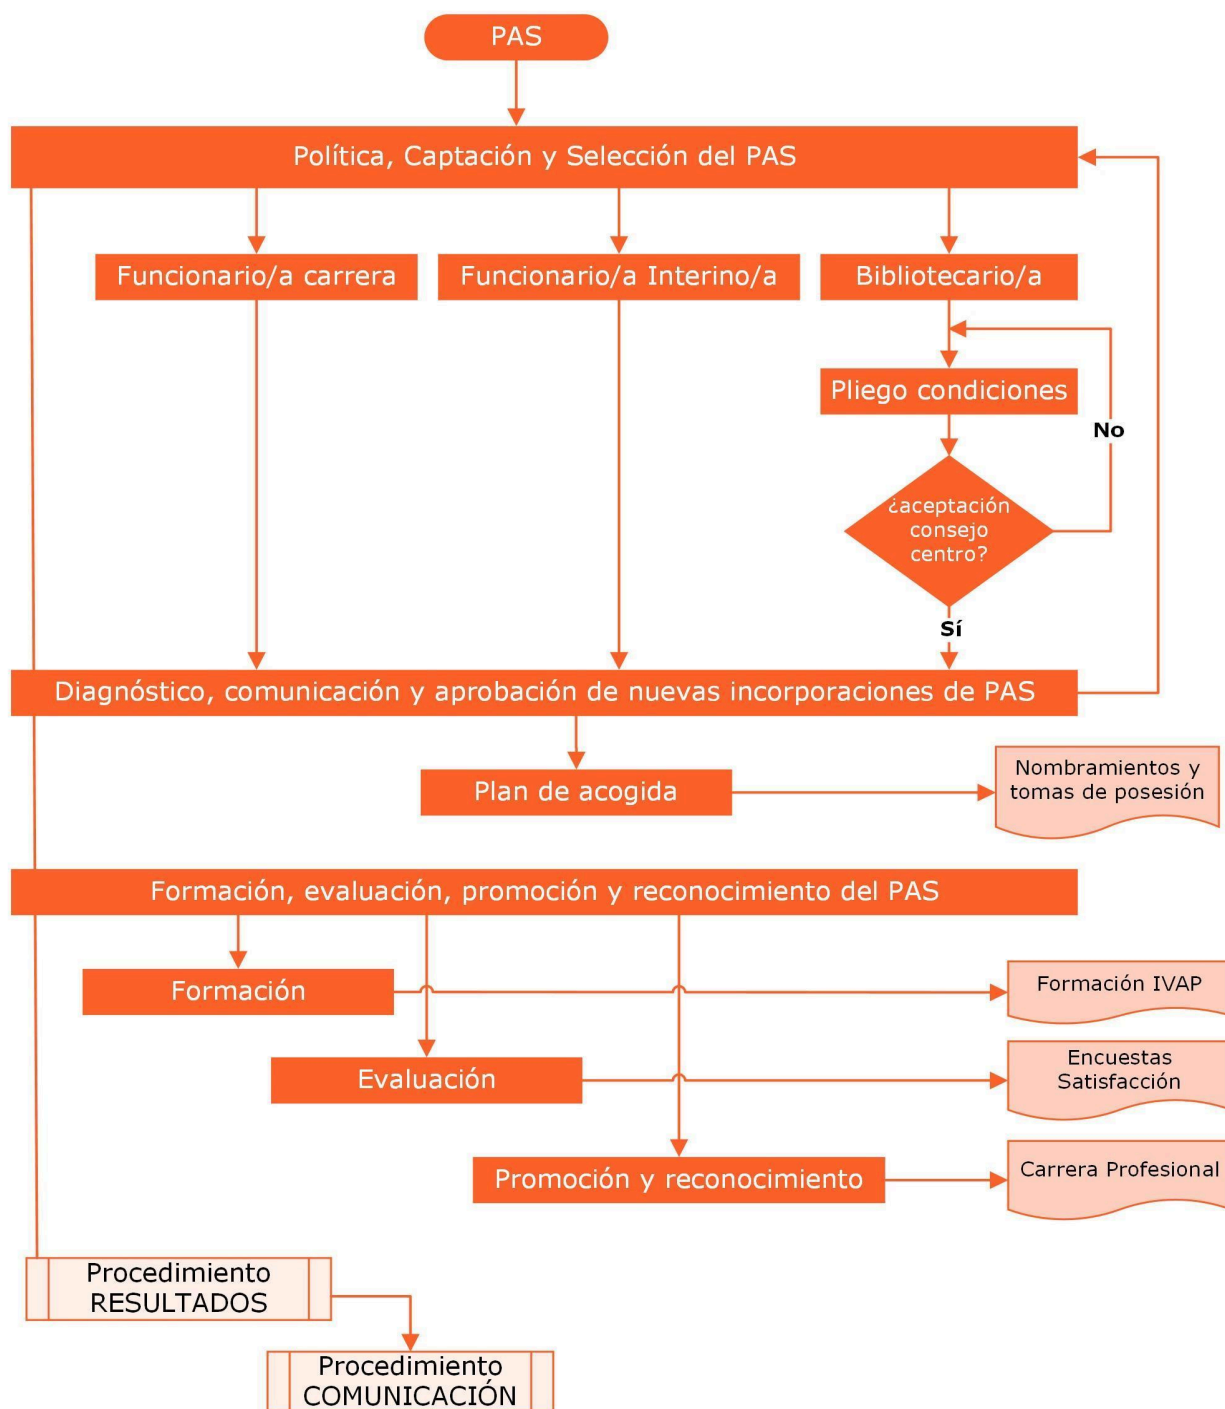 PAS
Política, Captación y Selección del PAS
Funcionario/a carrera
Funcionario/a Interino/a
Bibliotecario/a
Pliego condiciones
No
¿aceptación
consejo
centro?
Sí
Diagnóstico, comunicación y aprobación de nuevas incorporaciones de PAS
Plan de acogida
Nombramientos y
tomas de posesión
Formación, evaluación, promoción y reconocimiento del PAS
Formación
Formación IVAP
Evaluación
Encuestas
Satisfacción
Promoción y reconocimiento
Carrera Profesional
Procedimiento
RESULTADOS
Procedimiento
COMUNICACIÓN